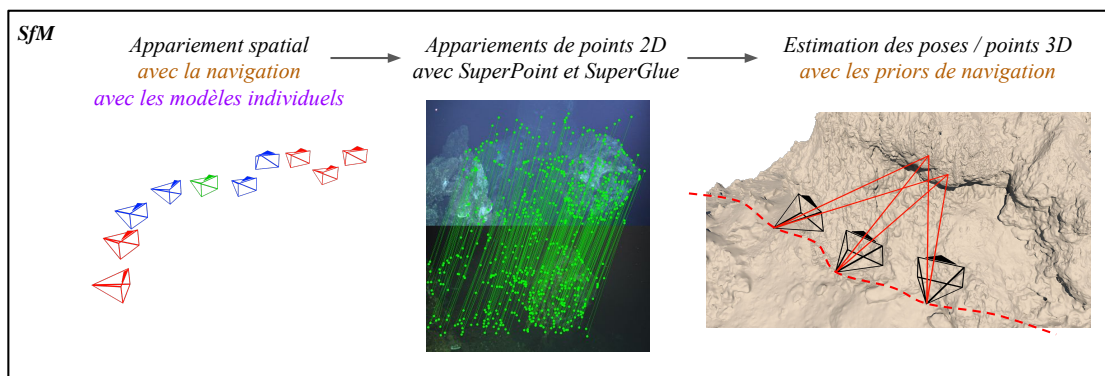 SfM
Appariement spatial
avec la navigation
avec les modèles individuels
Appariements de points 2D
avec SuperPoint et SuperGlue
Estimation des poses / points 3D
avec les priors de navigation